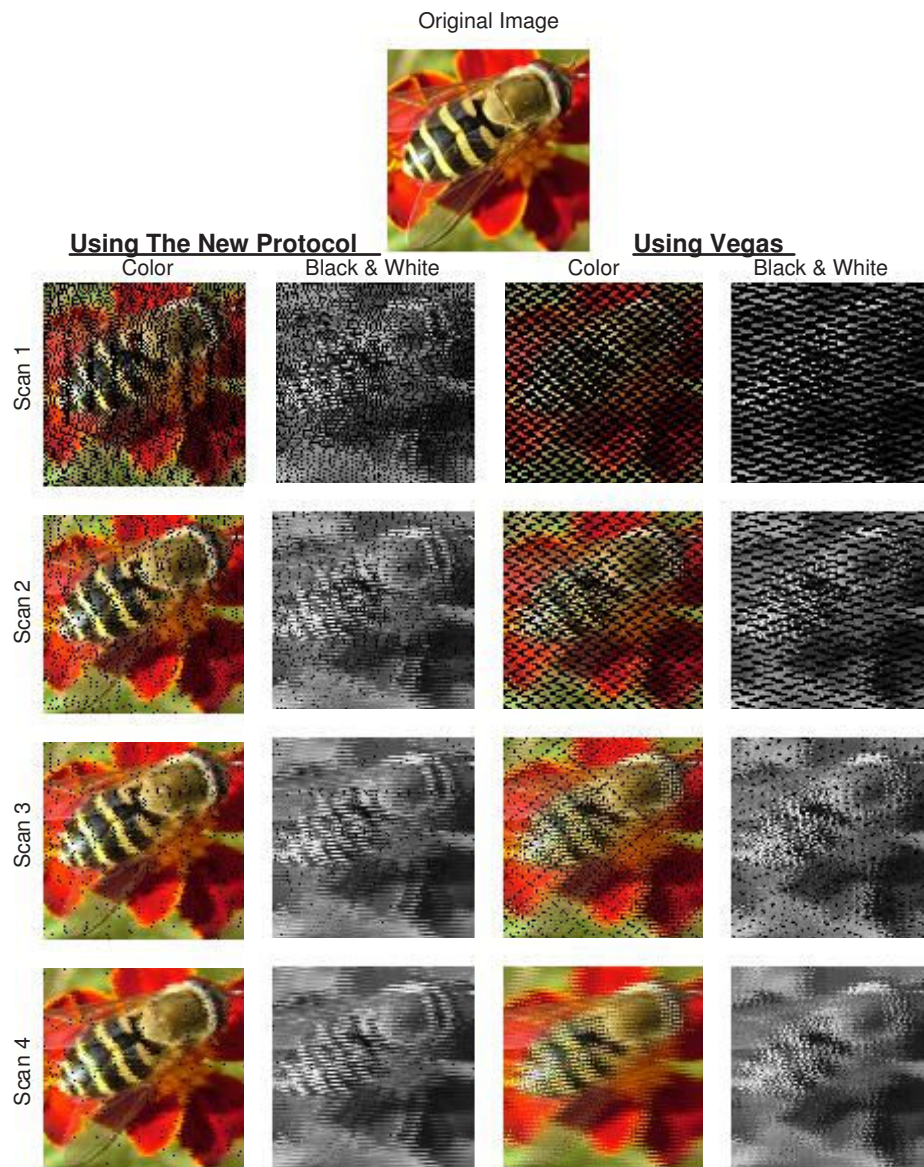 Original Image
Using The New Protocol
Using Vegas
Color
Black & White
Color
Black & White
Scan 1
Scan 2
Scan 3
Scan 4